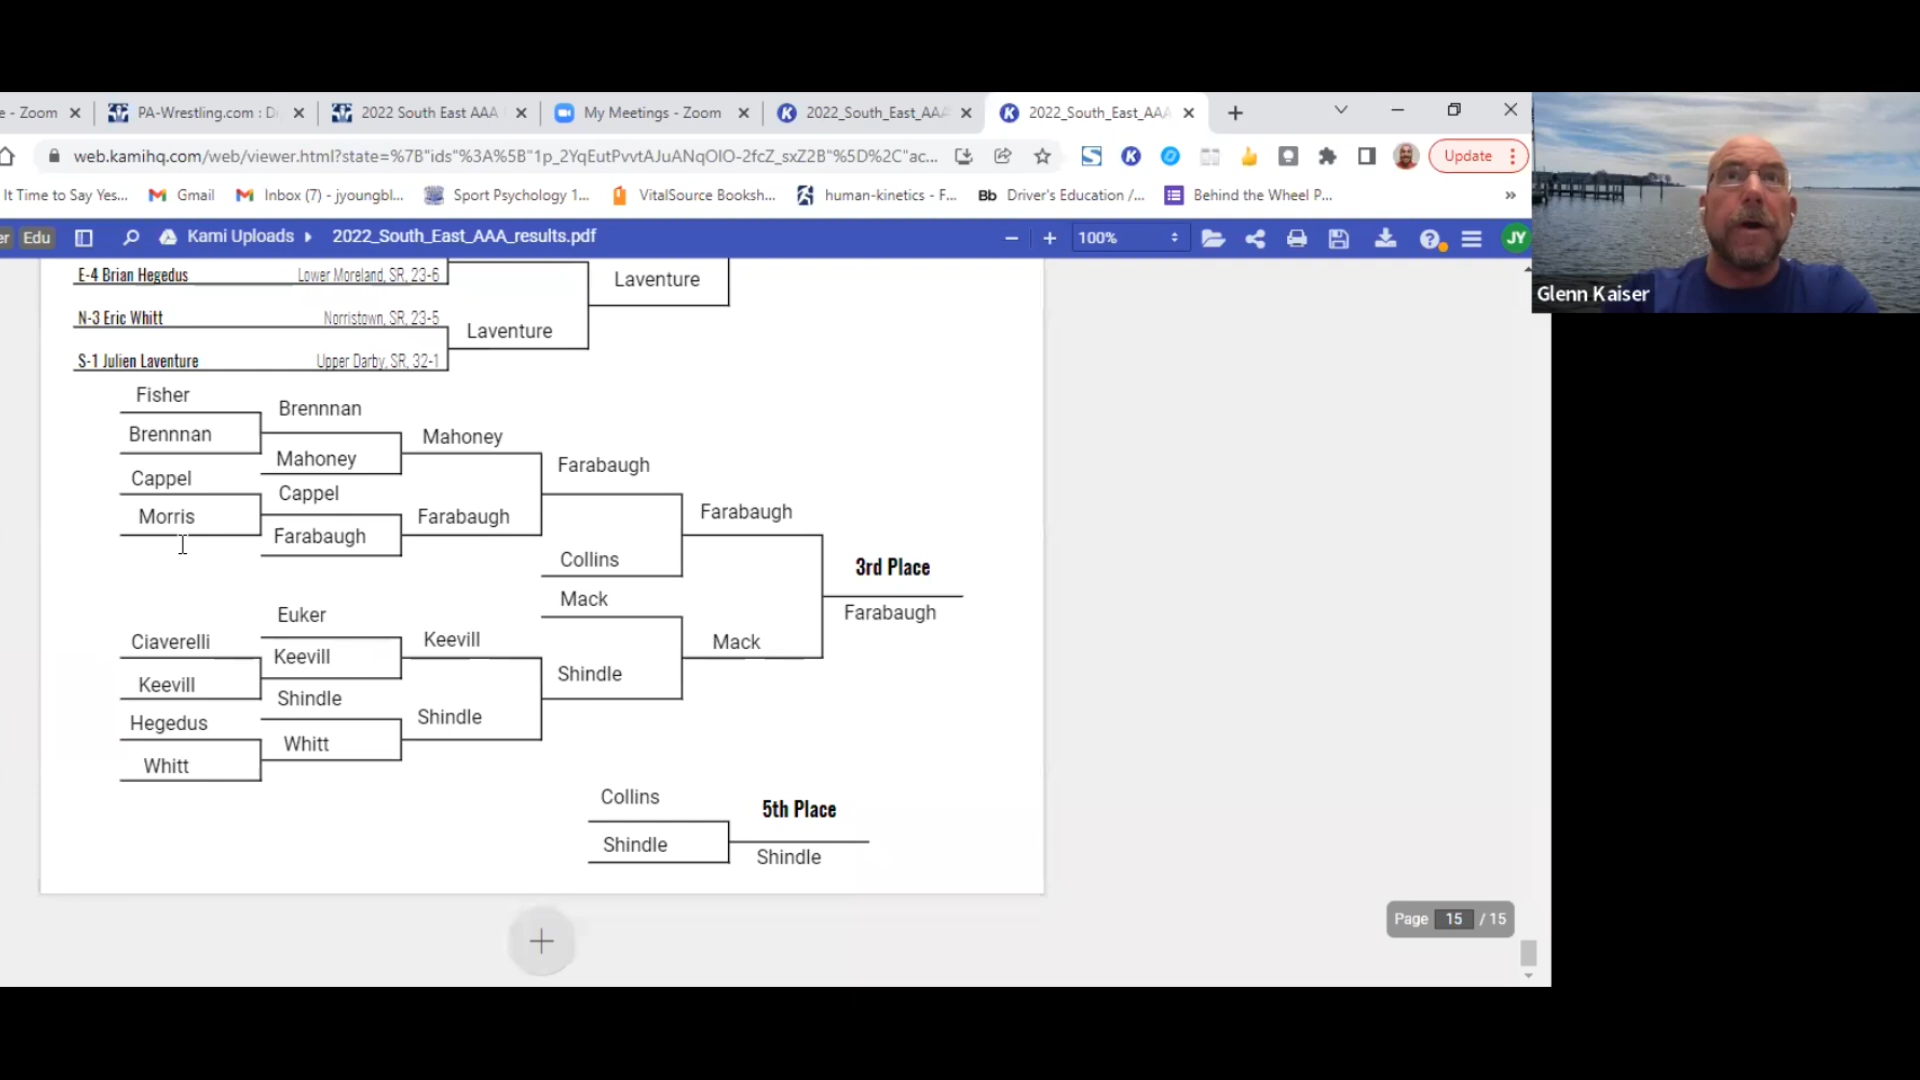 e - Zoom
PA-Wrestling.com : Di
2022 South East AAA
My Meetings - Zoom
2022_South_East_AAA
2022_South_East_AAA
web.kamihq.com/web/viewer.html?state=%7B"ids"%3A%5B"1p_2YqEutPvvtAJuANqOIO-2fcZ_sxZ2B"%5D%2C"ac...
Update
It Time to Say Yes...
Gmail
Inbox (7) - jyoungbl...
Sport Psychology 1...
VitalSource Booksh...
human-kinetics - F...
Bb Driver's Education /...
Behind the Wheel P...
»
er
Edu
Kami Uploads
2022_South_East_AAA_results.pdf
100%
JY
Glenn Kaiser
E-4 Brian Hegedus Lower Moreland, SR, 23-6
Laventure
N-3 Eric Whitt Norristown, SR, 23-5
Laventure
S-1 Julien Laventure Upper Darby, SR, 32-1
Fisher
Brennnan
Brennnan
Mahoney
Mahoney
Farabaugh
Cappel
Cappel
Morris
Farabaugh
Farabaugh
Farabaugh
Collins
3rd Place
Mack
Farabaugh
Euker
Ciaverelli
Keevill
Mack
Keevill
Keevill
Shindle
Shindle
Hegedus
Shindle
Whitt
Whitt
Collins
5th Place
Shindle
Shindle
Page 15 / 15